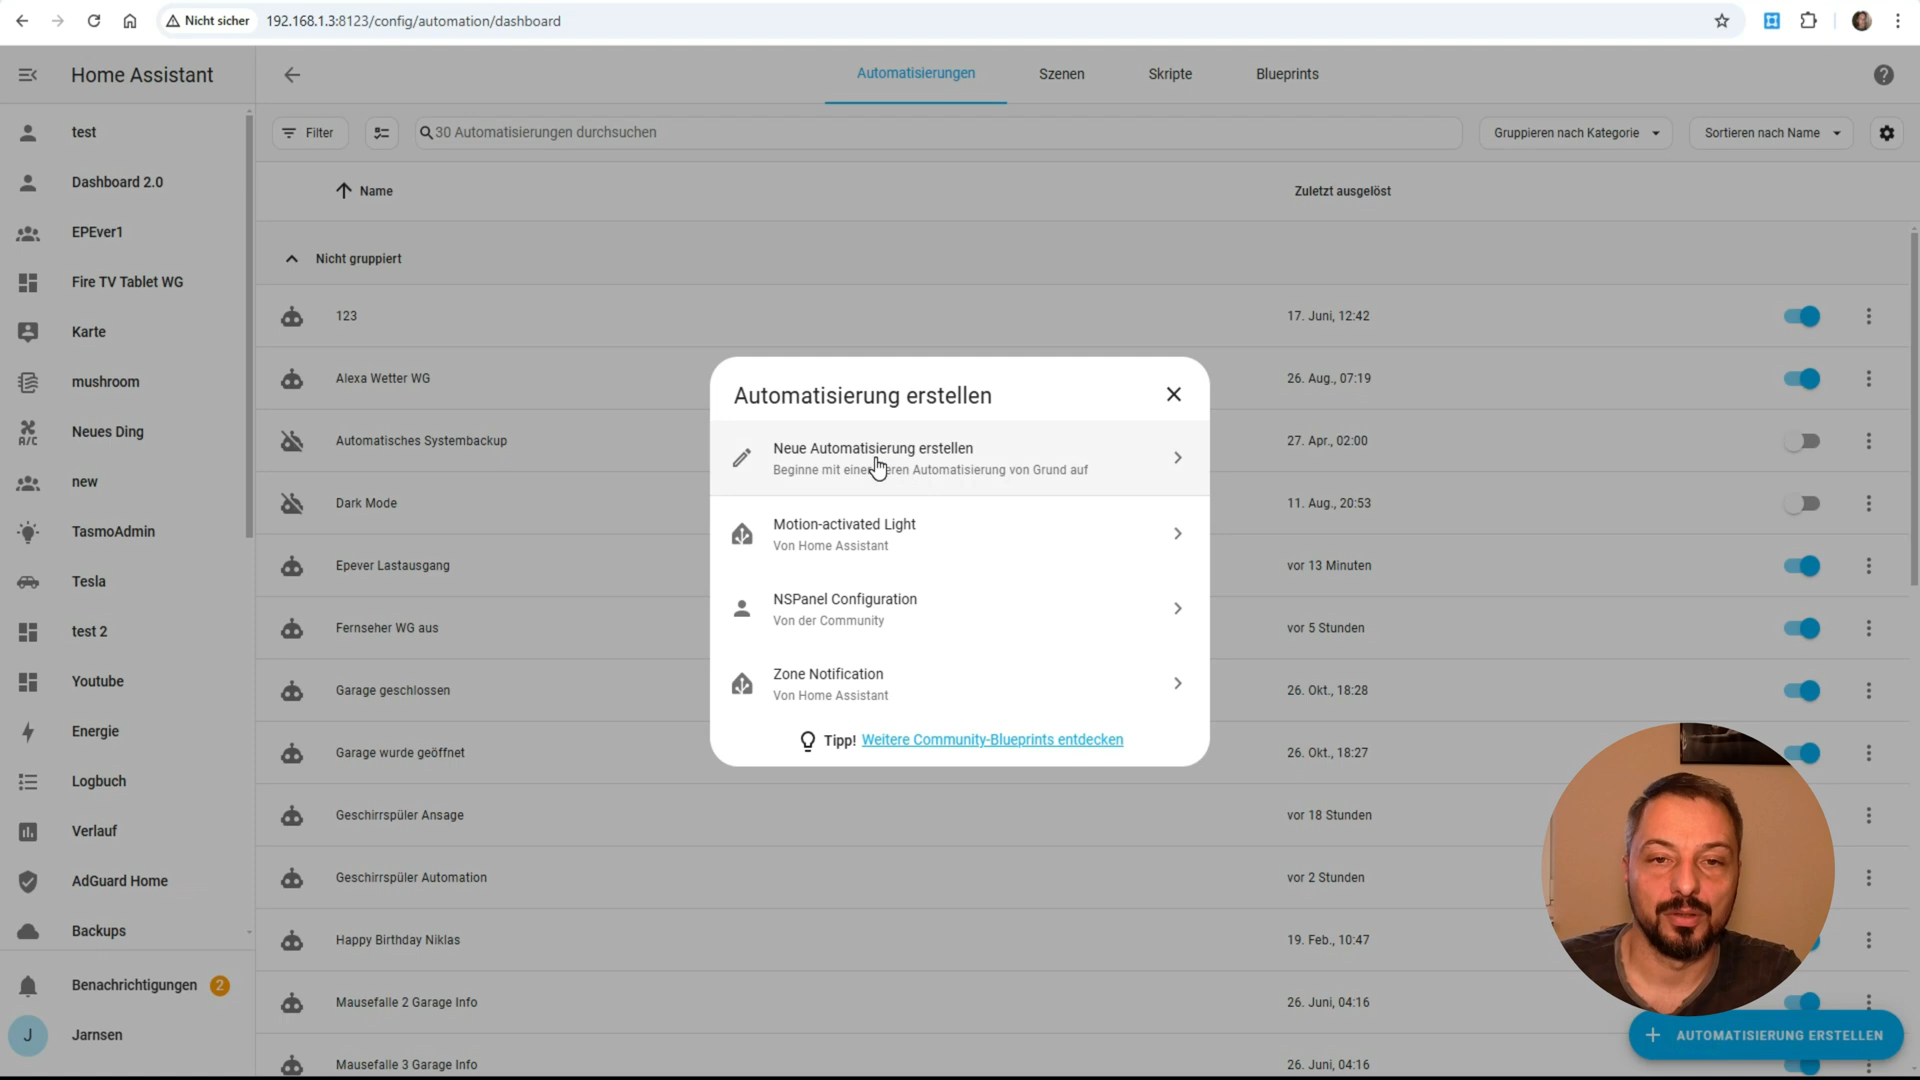 Nicht sicher
192.168.1.3:8123/config/automation/dashboard
Home Assistant
Automatisierungen
Szenen
Skripte
Blueprints
Filter
30 Automatisierungen durchsuchen
Gruppieren nach Kategorie
Sortieren nach Name
Name
Zuletzt ausgelöst
test
Dashboard 2.0
EPEver1
Fire TV Tablet WG
Karte
mushroom
A/C
Neues Ding
new
TasmoAdmin
Tesla
test 2
Youtube
Energie
Logbuch
Verlauf
AdGuard Home
Backups
Benachrichtigungen 2
J Jarnsen
Nicht gruppiert
123 17. Juni, 12:42
Alexa Wetter WG 26. Aug., 07:19
Automatisches Systembackup 27. Apr., 02:00
Dark Mode 11. Aug., 20:53
Epever Lastausgang vor 13 Minuten
Fernseher WG aus vor 5 Stunden
Garage geschlossen 26. Okt., 18:28
Garage wurde geöffnet 26. Okt., 18:27
Geschirrspüler Ansage vor 18 Stunden
Geschirrspüler Automation vor 2 Stunden
Happy Birthday Niklas 19. Feb., 10:47
Mausefalle 2 Garage Info 26. Juni, 04:16
Mausefalle 3 Garage Info 26. Juni, 04:16
Automatisierung erstellen
Neue Automatisierung erstellen
Beginne mit eine eren Automatisierung von Grund auf
Motion-activated Light
Von Home Assistant
NSPanel Configuration
Von der Community
Zone Notification
Von Home Assistant
Tipp! Weitere Community-Blueprints entdecken
AUTOMATISIERUNG ERSTELLEN